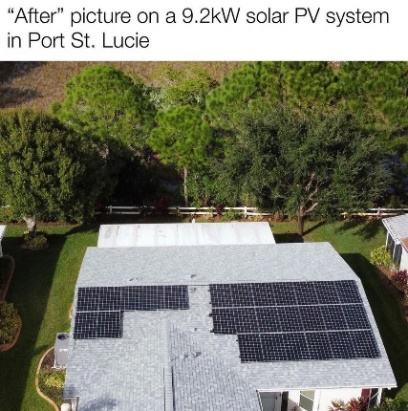 “After” picture on a 9.2kW solar PV system
in Port St. Lucie